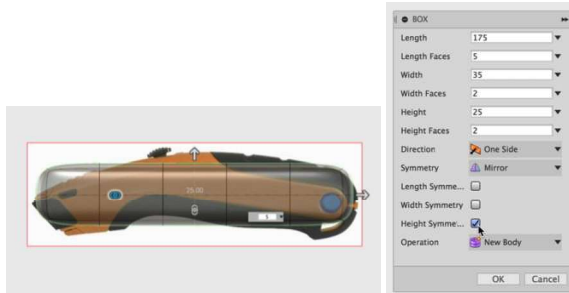 BOX
Length 175
Length Faces 5
Width 35
Width Faces 2
Height 25
Height Faces 2
Direction One Side
Symmetry Mirror
Length Symme...
Width Symmetry
Height Symme...
Operation New Body
OK Cancel
25.00